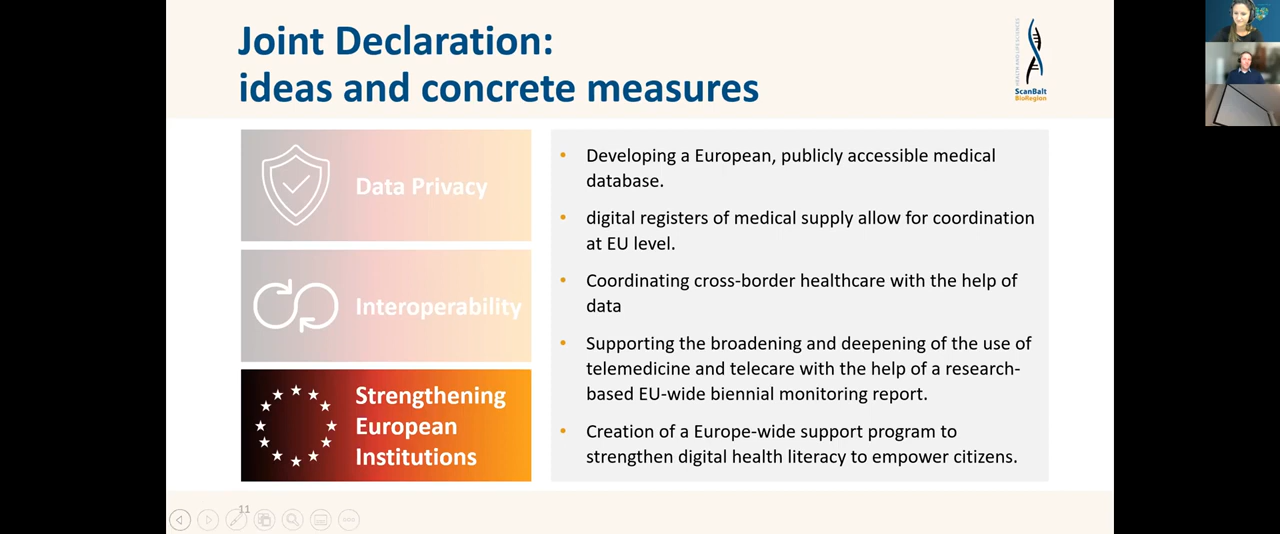 Joint Declaration:
ideas and concrete measures
HEALTH AND LIFE SCIENCES
ScanBalt
BioRegion
Data Privacy
Interoperability
Strengthening
European
Institutions
• Developing a European, publicly accessible medical
database.
• digital registers of medical supply allow for coordination
at EU level.
• Coordinating cross-border healthcare with the help of
data
• Supporting the broadening and deepening of the use of
telemedicine and telecare with the help of a research-
based EU-wide biennial monitoring report.
• Creation of a Europe-wide support program to
strengthen digital health literacy to empower citizens.
11